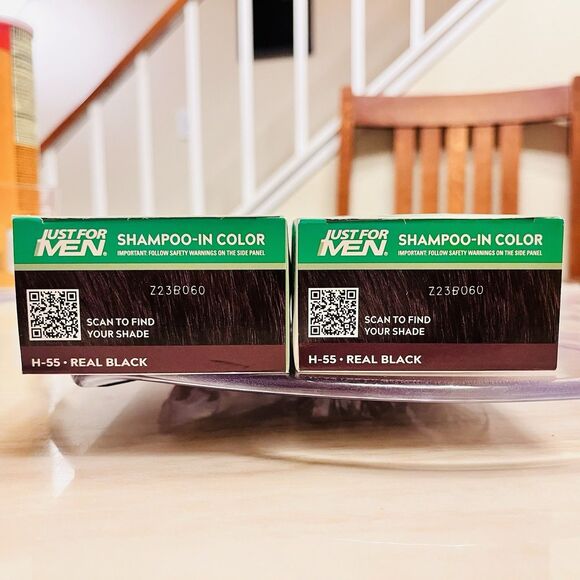 JUST FOR
MEN®
SHAMPOO-IN COLOR
IMPORTANT: FOLLOW SAFETY WARNINGS ON THE SIDE PANEL
Z23B060
SCAN TO FIND
YOUR SHADE
H-55 • REAL BLACK
JUST FOR
MEN®
SHAMPOO-IN COLOR
IMPORTANT: FOLLOW SAFETY WARNINGS ON THE SIDE PANEL
Z23B060
SCAN TO FIND
YOUR SHADE
H-55 • REAL BLACK